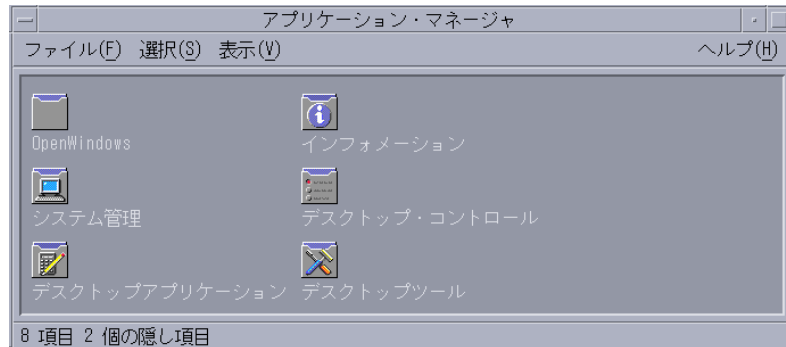 アプリケーション・マネージャ
ファイル(F) 選択(S) 表示(V) ヘルプ(H)
OpenWindows インフォメーション
システム管理 デスクトップ・コントロール
デスクトップアプリケーション デスクトップツール
8 項目 2 個の隠し項目